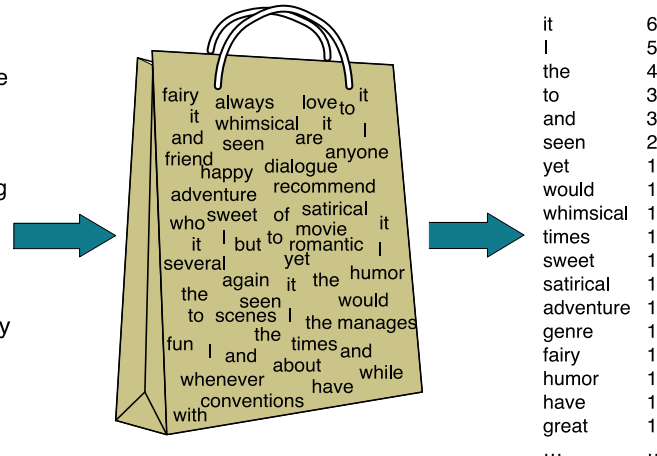 e
g
y
fairy always love to it
it whimsical it I
and seen are anyone
friend happy dialogue
adventure recommend
who sweet of satirical
it I but to movie it
romantic I
several yet
again it the humor
the seen would
to scenes I the manages
fun I and the times and
about while
whenever have
conventions
with
it 6
I 5
the 4
to 3
and 3
seen 2
yet 1
would 1
whimsical 1
times 1
sweet 1
satirical 1
adventure 1
genre 1
fairy 1
humor 1
have 1
great 1
... ..